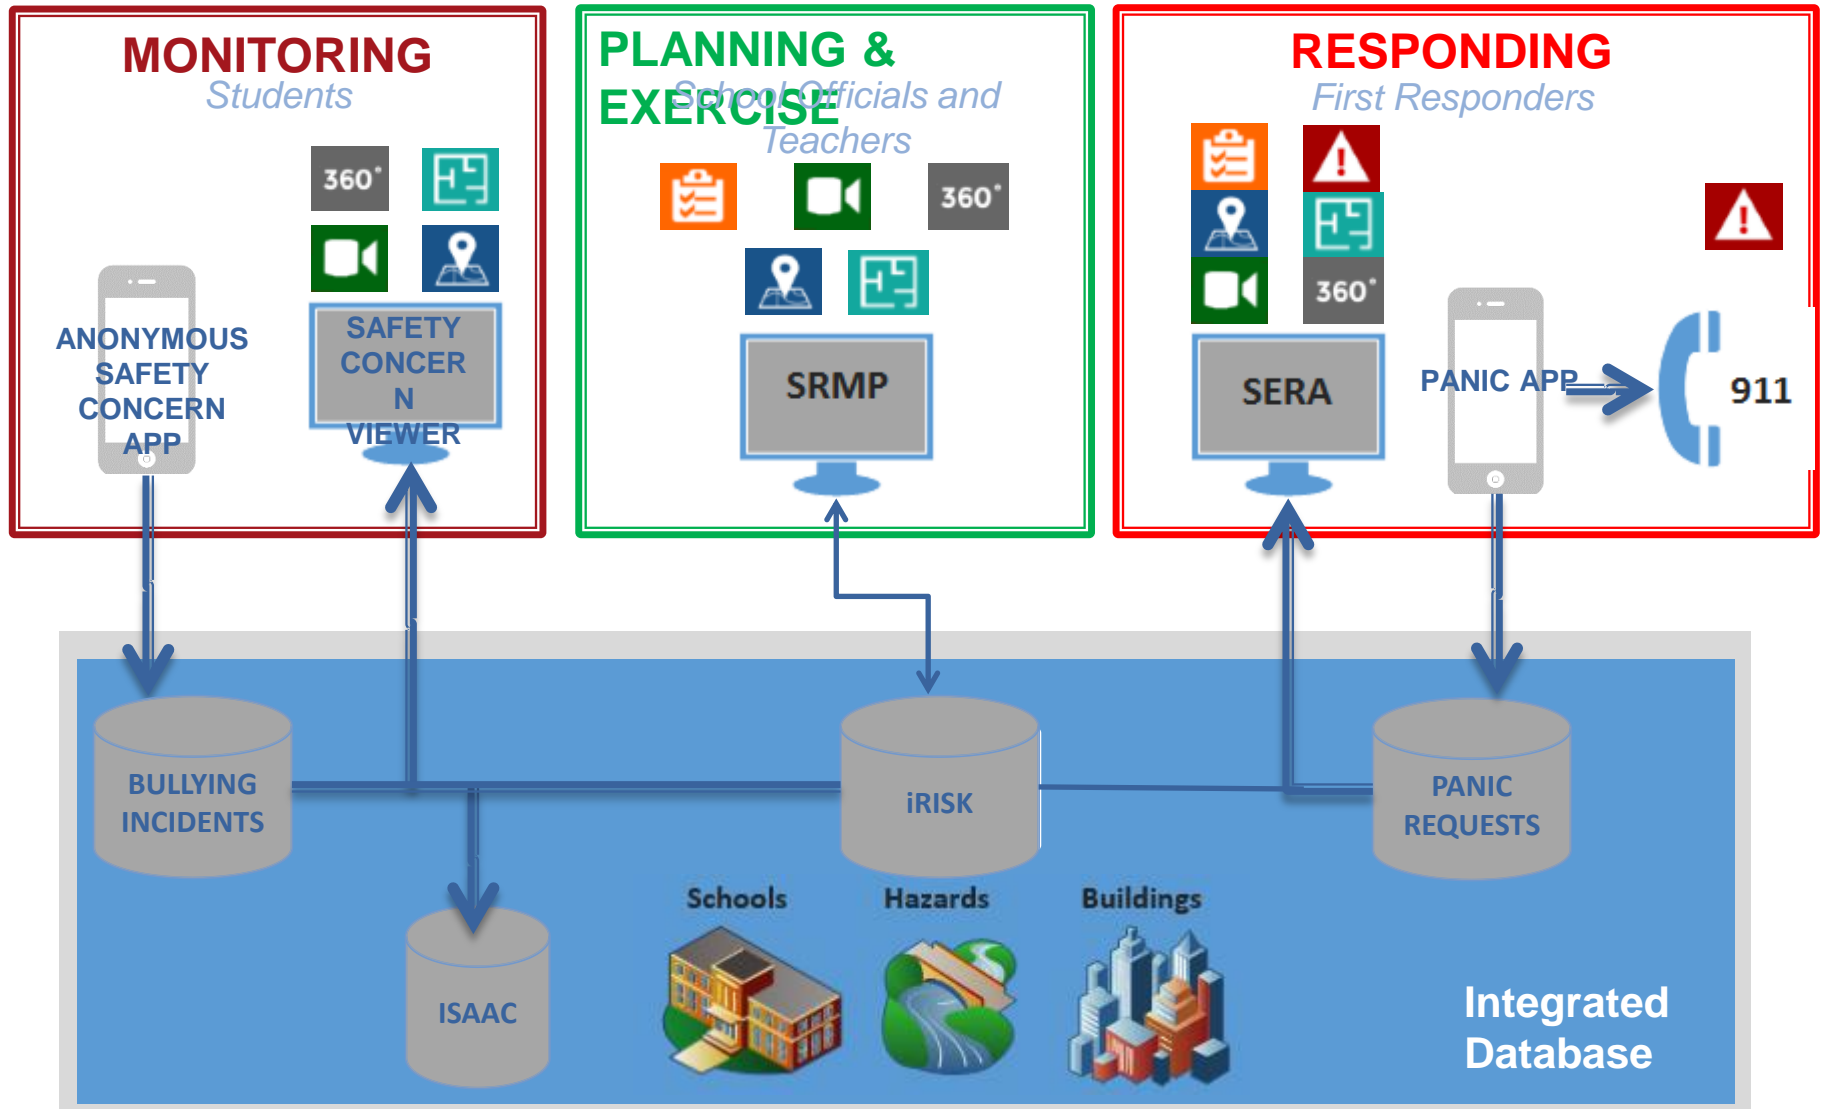 MONITORING
Students
360°
ANONYMOUS
SAFETY
CONCERN
APP
SAFETY
CONCER
N
VIEWER
PLANNING &
EXERCISE
School Officials and
Teachers
360°
SRMP
RESPONDING
First Responders
!
360°
!
SERA
PANIC APP
911
BULLYING
INCIDENTS
iRISK
PANIC
REQUESTS
ISAAC
Schools
Hazards
Buildings
Integrated
Database